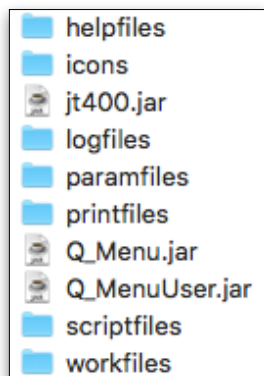 helpfiles
icons
jt400.jar
logfiles
paramfiles
printfiles
Q_Menu.jar
Q_MenuUser.jar
scriptfiles
workfiles